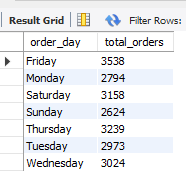 Result Grid Filter Rows:
order_day total_orders
Friday 3538
Monday 2794
Saturday 3158
Sunday 2624
Thursday 3239
Tuesday 2973
Wednesday 3024